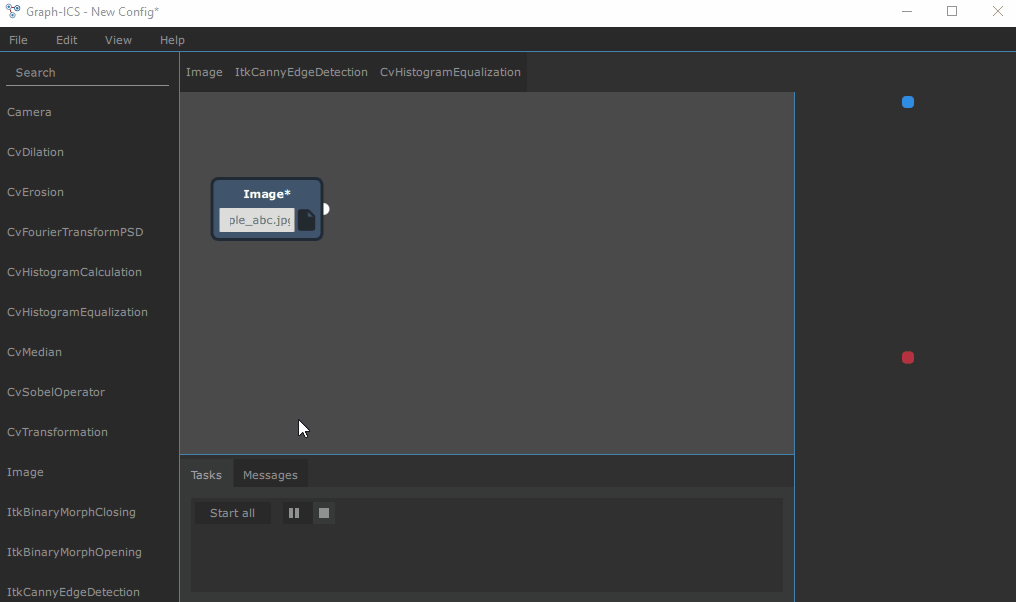 Graph-ICS - New Config*
File Edit View Help
Search
Image ItkCannyEdgeDetection CvHistogramEqualization
Camera
CvDilation
CvErosion
CvFourierTransformPSD
CvHistogramCalculation
CvHistogramEqualization
CvMedian
CvSobelOperator
CvTransformation
Image
ItkBinaryMorphClosing
ItkBinaryMorphOpening
ItkCannyEdgeDetection
Image*
ple_abc.jpg
Tasks Messages
Start all